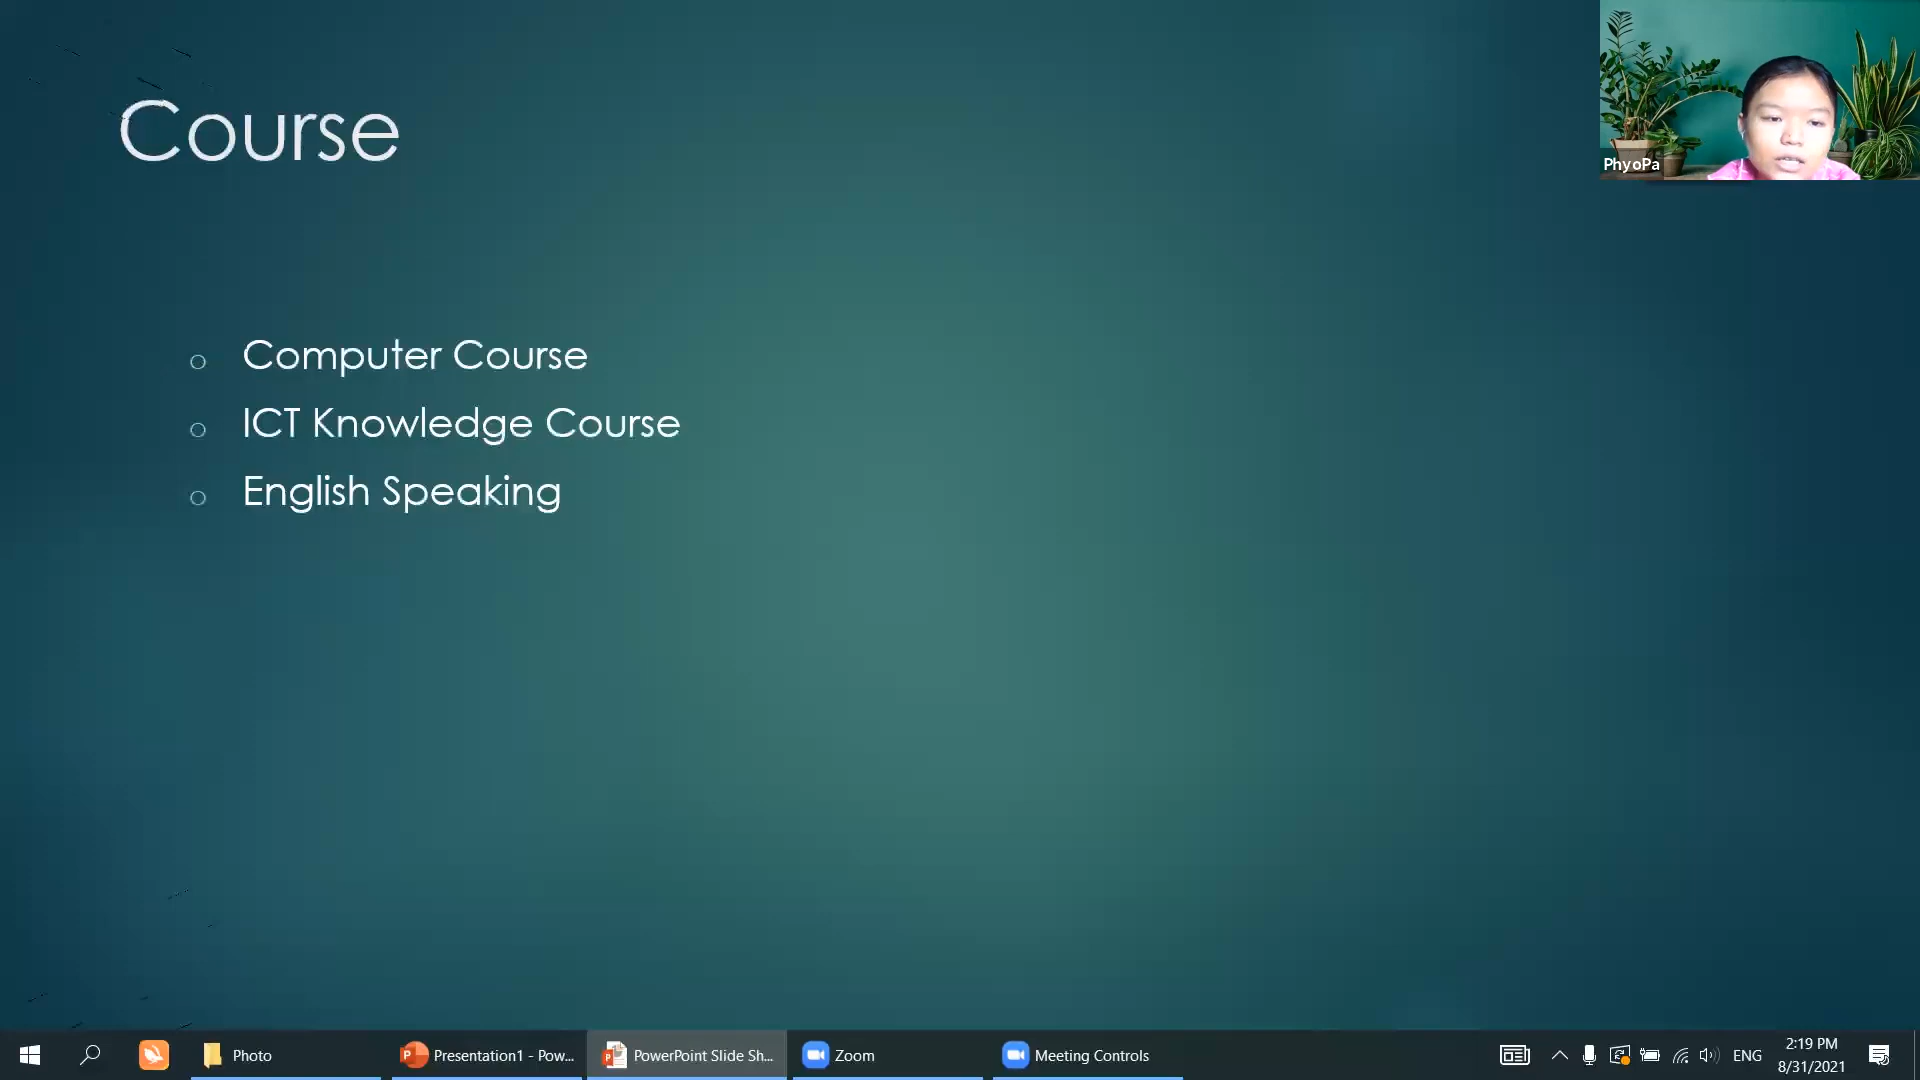 Course
PhyoPa
Computer Course
ICT Knowledge Course
English Speaking
Photo
Presentation1 - Pow...
PowerPoint Slide Sh...
Zoom
Meeting Controls
ENG
2:19 PM
8/31/2021